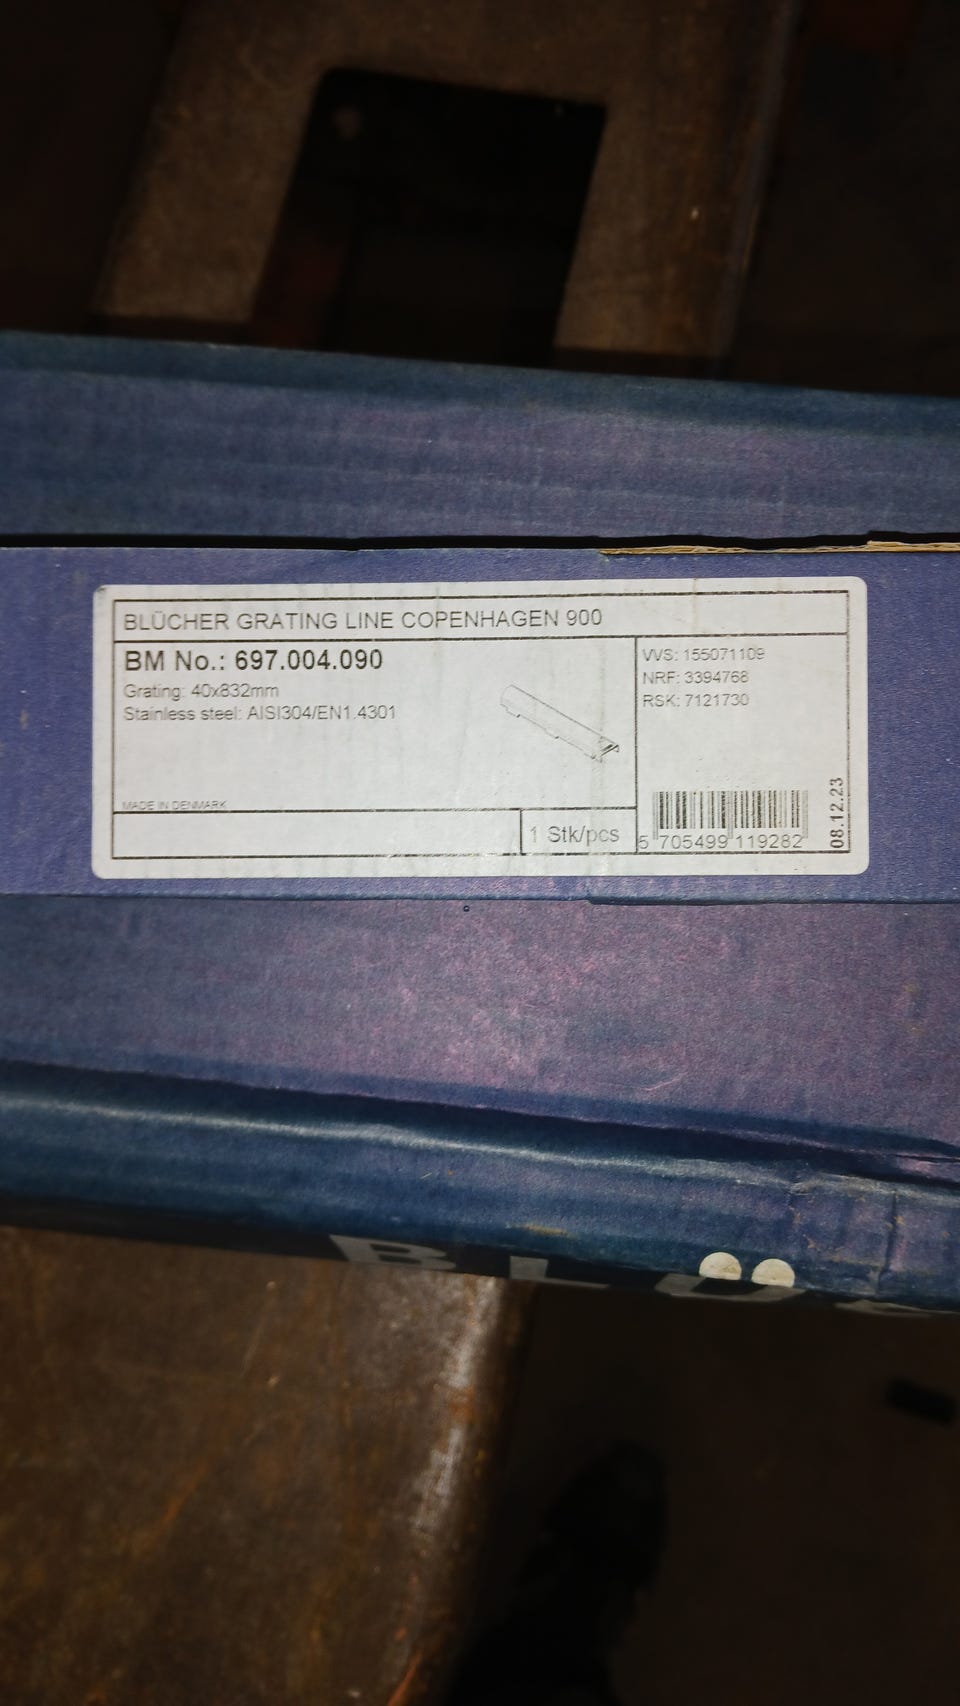 BLÜCHER GRATING LINE COPENHAGEN 900
BM No.: 697.004.090
Grating: 40x832mm
Stainless steel: AISI304/EN1.4301
MADE IN DENMARK
VVS: 155071109
NRF: 3394768
RSK: 7121730
1 Stk/pcs
5 705499 119282
08.12.23
BLÜ